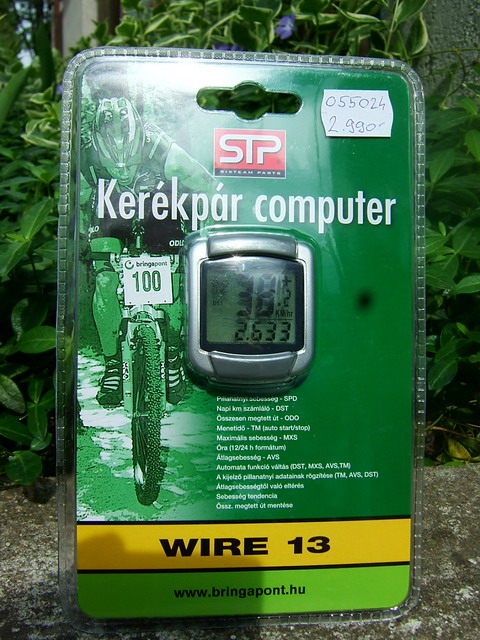 055024
2.990-
STP
SISTEAM PARTS
Kerékpár computer
bringapont
100
KM/hr
2.633
Pillanatnyi sebesség - SPD
Napi km számláló - DST
Összesen megtett út - ODO
Menetidő - TM (auto start/stop)
Maximális sebesség - MXS
Óra (12/24 h formátum)
Átlagsebesség - AVS
Automata funkció váltás (DST, MXS, AVS,TM)
A kijelző pillanatnyi adatainak rögzítése (TM, AVS, DST)
Átlagsebességtől való eltérés
Sebesség tendencia
Össz. megtett út mentése
WIRE 13
www.bringapont.hu